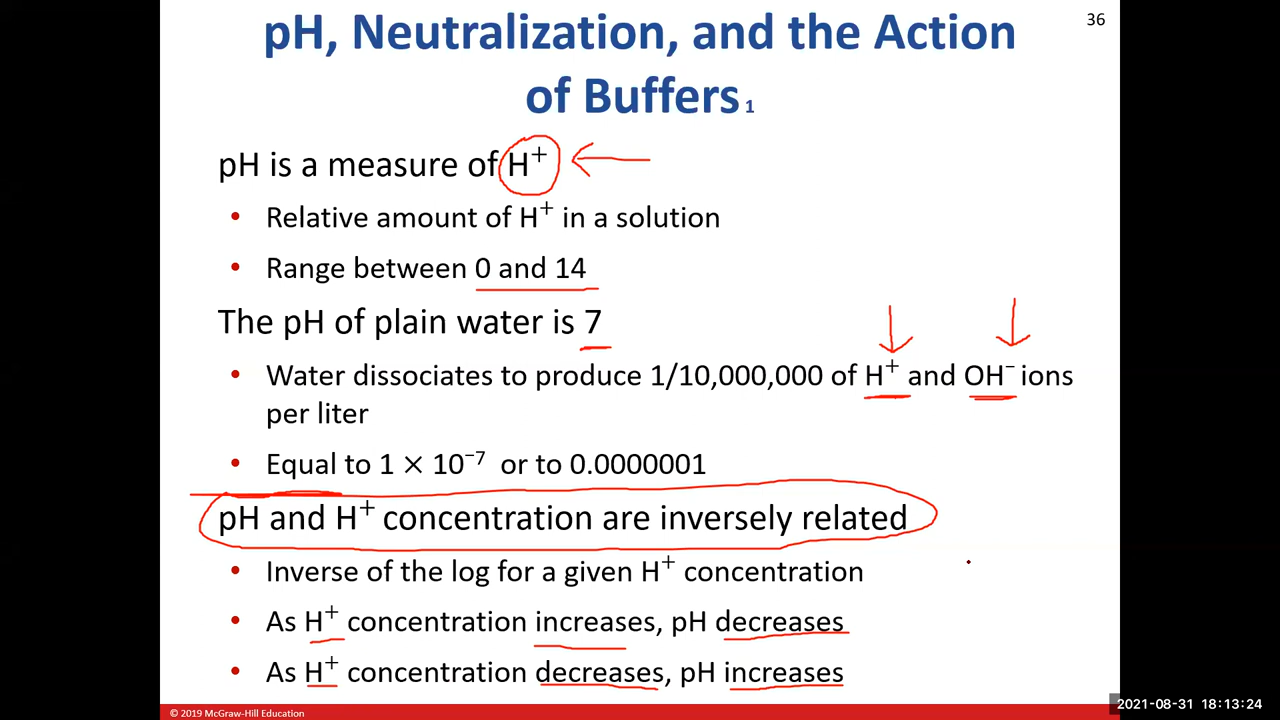 36
pH, Neutralization, and the Action
of Buffers 1
pH is a measure of H⁺
• Relative amount of H⁺ in a solution
• Range between 0 and 14
The pH of plain water is 7
• Water dissociates to produce 1/10,000,000 of H⁺ and OH⁻ ions
per liter
• Equal to 1 × 10⁻⁷ or to 0.0000001
pH and H⁺ concentration are inversely related
• Inverse of the log for a given H⁺ concentration
• As H⁺ concentration increases, pH decreases
• As H⁺ concentration decreases, pH increases
© 2019 McGraw-Hill Education
2021-08-31 18:13:24